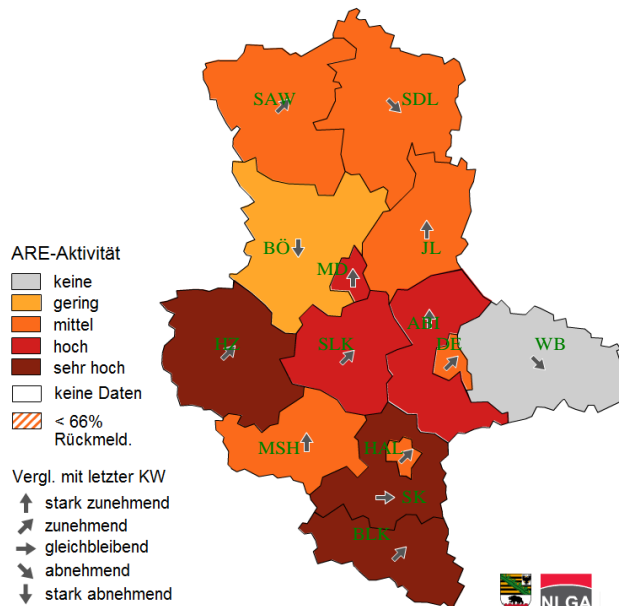 SAW
SDL
BÖ
JL
MD
ARE-Aktivität
keine
gering
mittel
hoch
sehr hoch
keine Daten
< 66%
Rückmeld.
HZ
SLK
ABI
DE
WB
MSH
HAL
SK
BLK
Vergl. mit letzter KW
stark zunehmend
zunehmend
gleichbleibend
abnehmend
stark abnehmend
NLGA